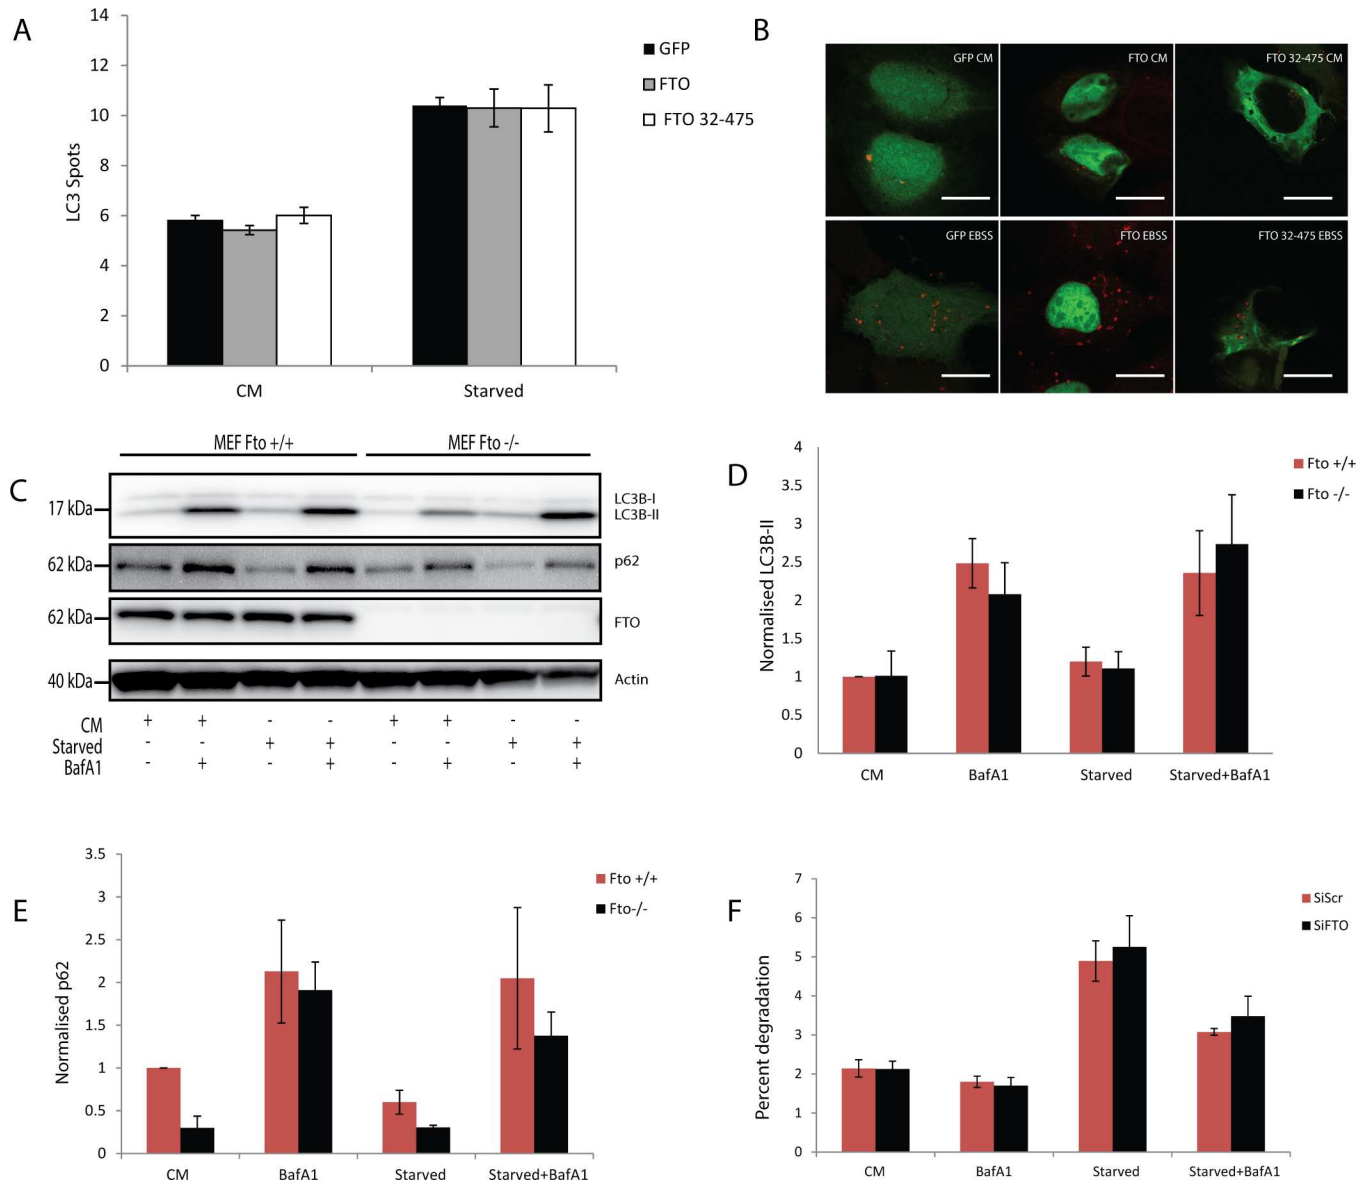 A
14
12
10
8
6
4
2
0
LC3 Spots
CM
Starved
GFP
FTO
FTO 32-475
B
GFP CM
FTO CM
FTO 32-475 CM
GFP EBSS
FTO EBSS
FTO 32-475 EBSS
C
MEF Fto +/+
MEF Fto -/-
17 kDa
LC3B-I
LC3B-II
62 kDa
p62
62 kDa
FTO
40 kDa
Actin
CM + + - - + + - -
Starved - - + + - - + +
BafA1 - + - + - + - +
D
4
3.5
3
2.5
2
1.5
1
0.5
0
Normalised LC3B-II
CM
BafA1
Starved
Starved+BafA1
Fto +/+
Fto -/-
E
3.5
3
2.5
2
1.5
1
0.5
0
Normalised p62
CM
BafA1
Starved
Starved+BafA1
Fto +/+
Fto-/-
F
7
6
5
4
3
2
1
0
Percent degradation
CM
BafA1
Starved
Starved+BafA1
SiScr
SiFTO